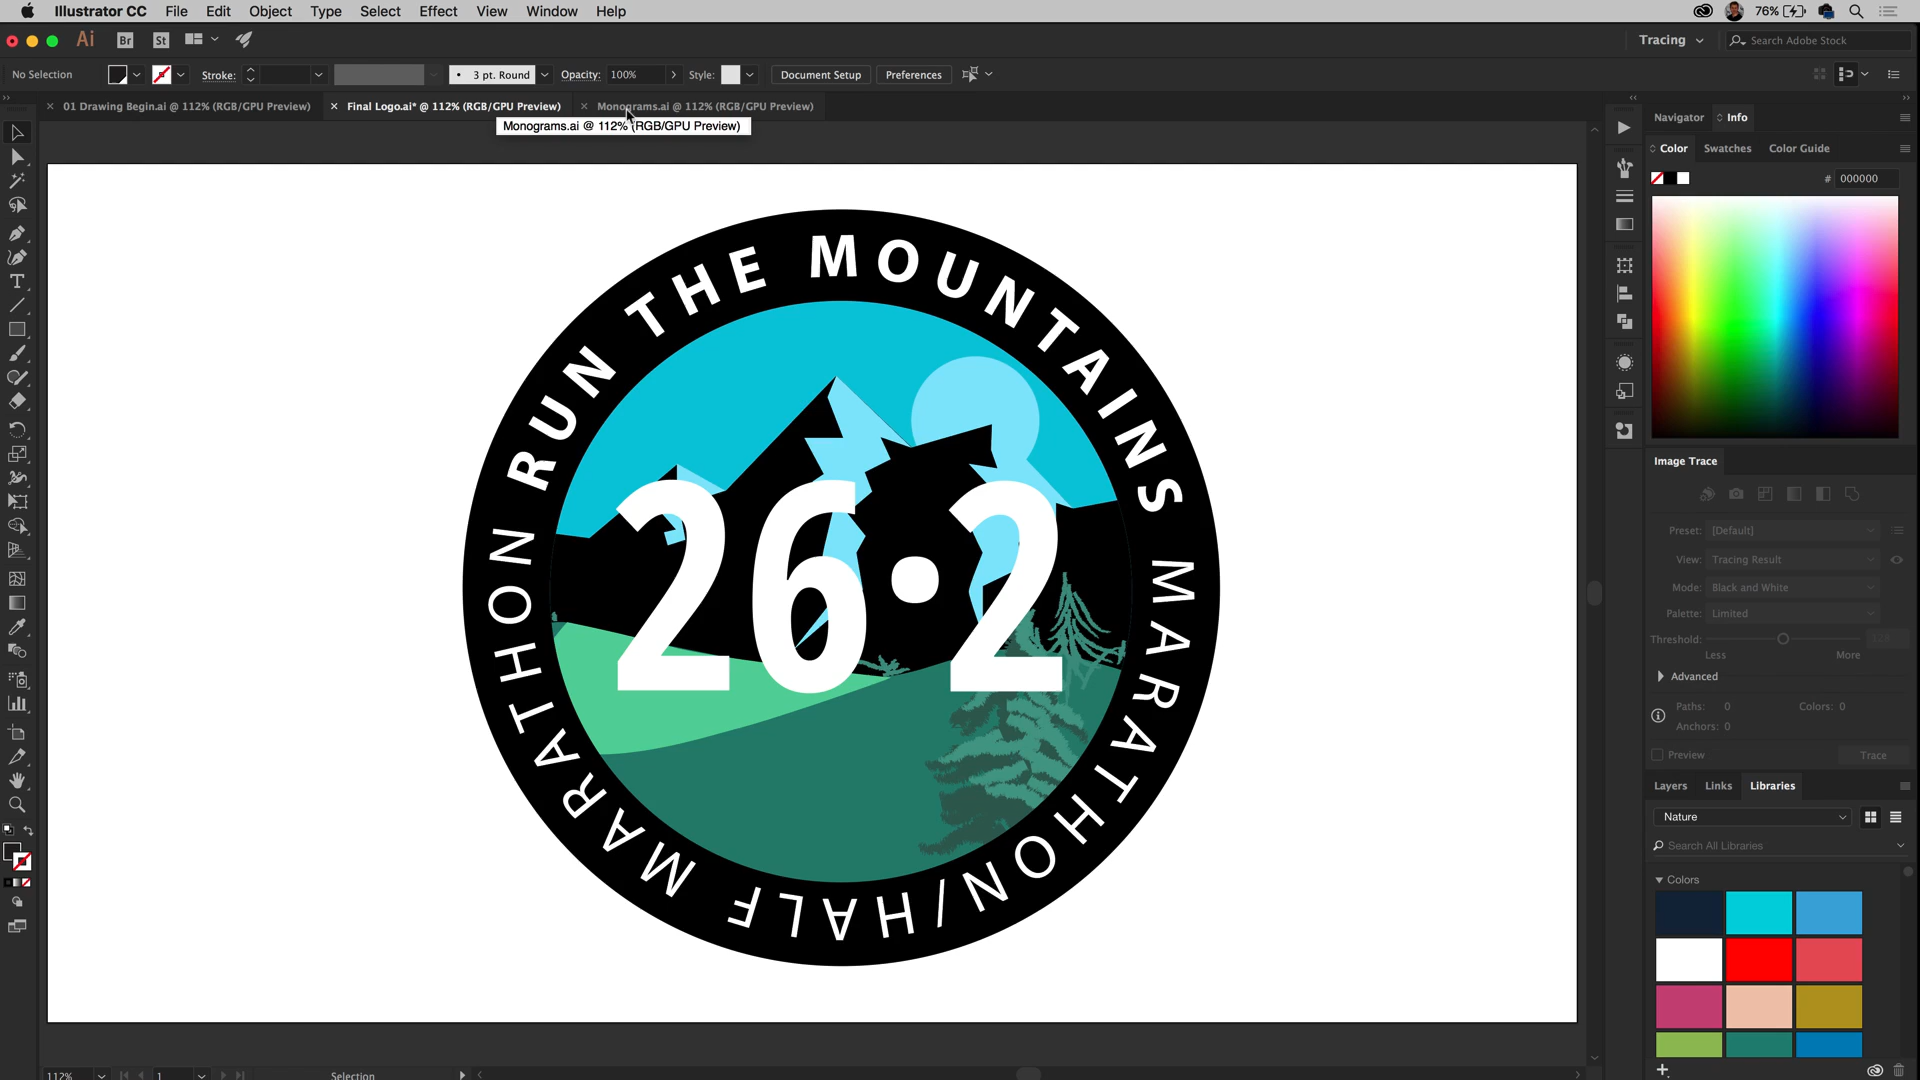 Illustrator CC File Edit Object Type Select Effect View Window Help 76%
Ai Br St Tracing Search Adobe Stock
No Selection Stroke: 3 pt. Round Opacity: 100% Style: Document Setup Preferences
01 Drawing Begin.ai @ 112% (RGB/GPU Preview) Final Logo.ai* @ 112% (RGB/GPU Preview) Monograms.ai @ 112% (RGB/GPU Preview)
Monograms.ai @ 112% (RGB/GPU Preview)
RUN THE MOUNTAINS
MARATHON/HALF MARATHON
26·2
Navigator Info
Color Swatches Color Guide
# 000000
Image Trace
Preset: [Default]
View: Tracing Result
Mode: Black and White
Palette: Limited
Threshold:
Less More
Advanced
Paths: 0 Colors: 0
Anchors: 0
Preview Trace
Layers Links Libraries
Nature
Search All Libraries
Colors
112% 1 Selection